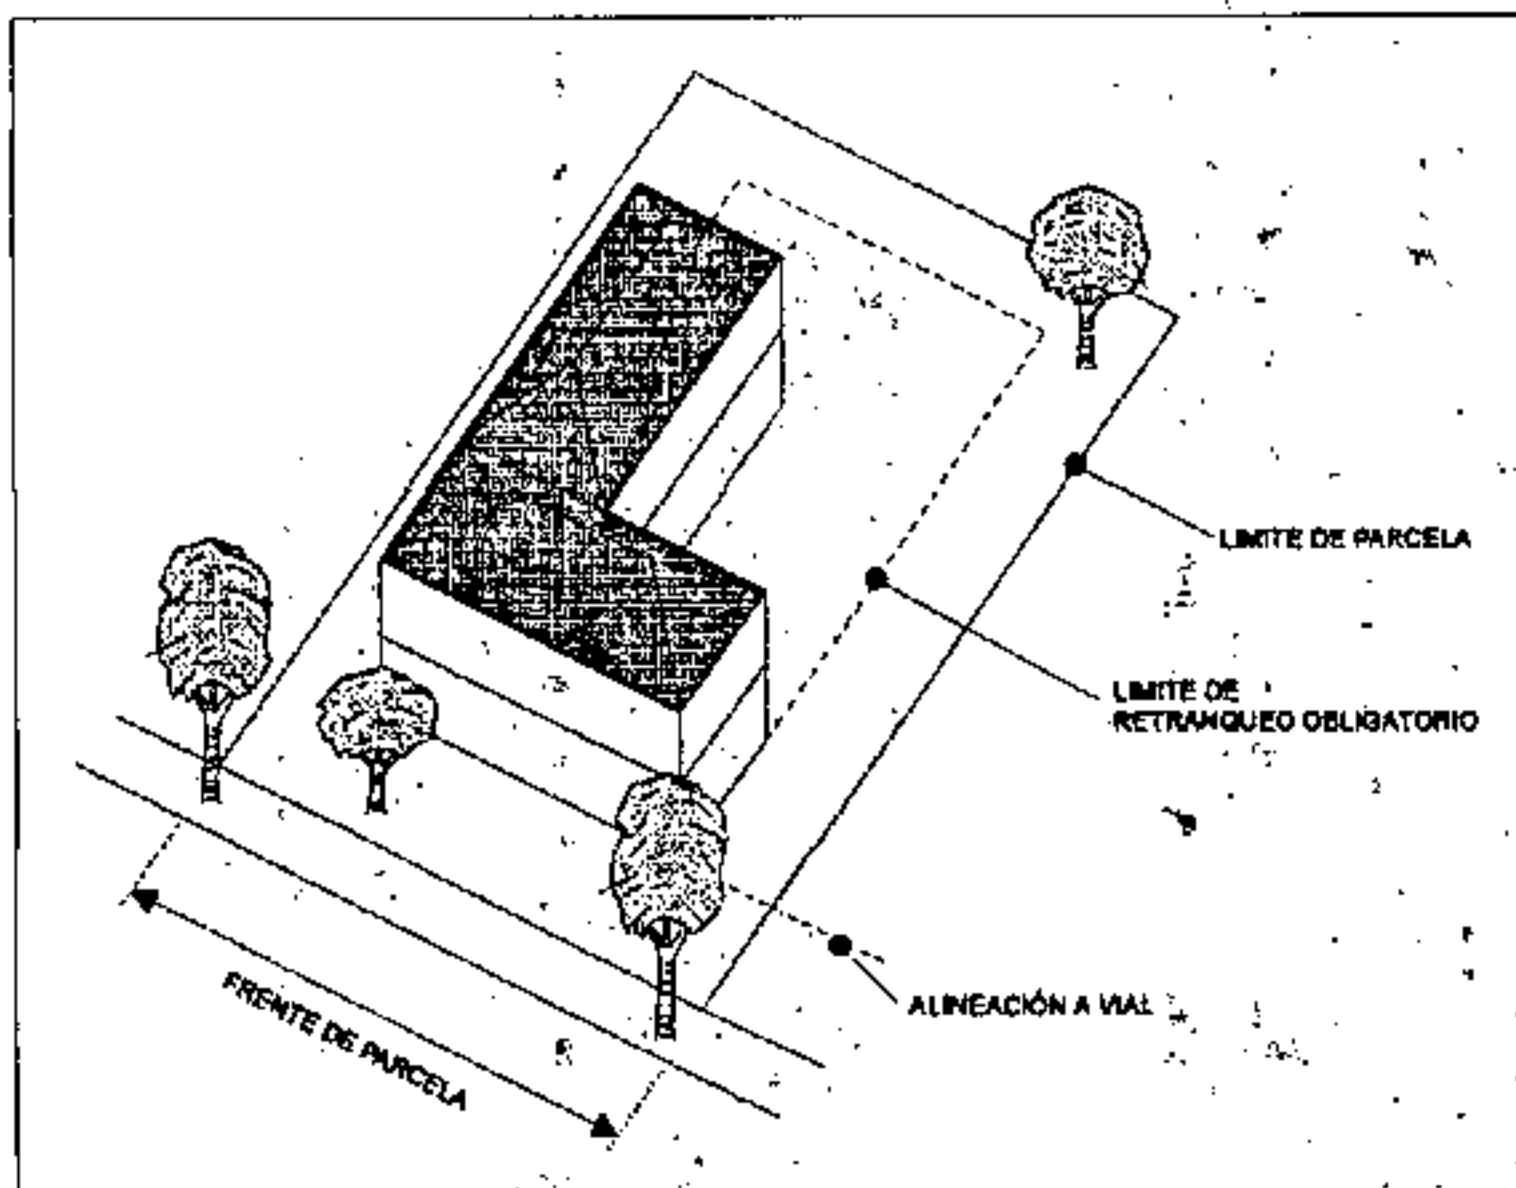 LIMITE DE PARCELA
LIMITE DE
RETRANQUEO OBLIGATORIO
ALINEACIÓN A VIAL
FRENTE DE PARCELA